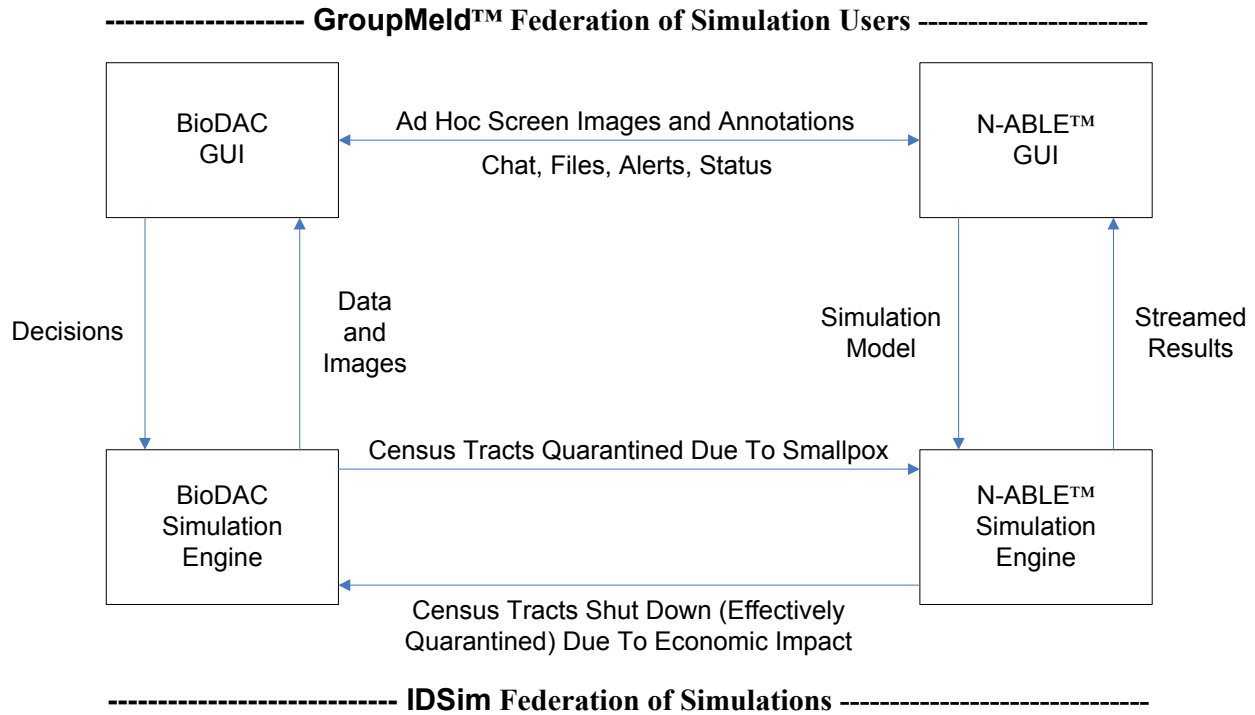 -------------------- GroupMeld™ Federation of Simulation Users -----------------------
BioDAC
GUI
Ad Hoc Screen Images and Annotations
Chat, Files, Alerts, Status
N-ABLE™
GUI
Decisions
Data
and
Images
Simulation
Model
Streamed
Results
BioDAC
Simulation
Engine
Census Tracts Quarantined Due To Smallpox
N-ABLE™
Simulation
Engine
Census Tracts Shut Down (Effectively
Quarantined) Due To Economic Impact
----------------------------- IDSim Federation of Simulations -------------------------------